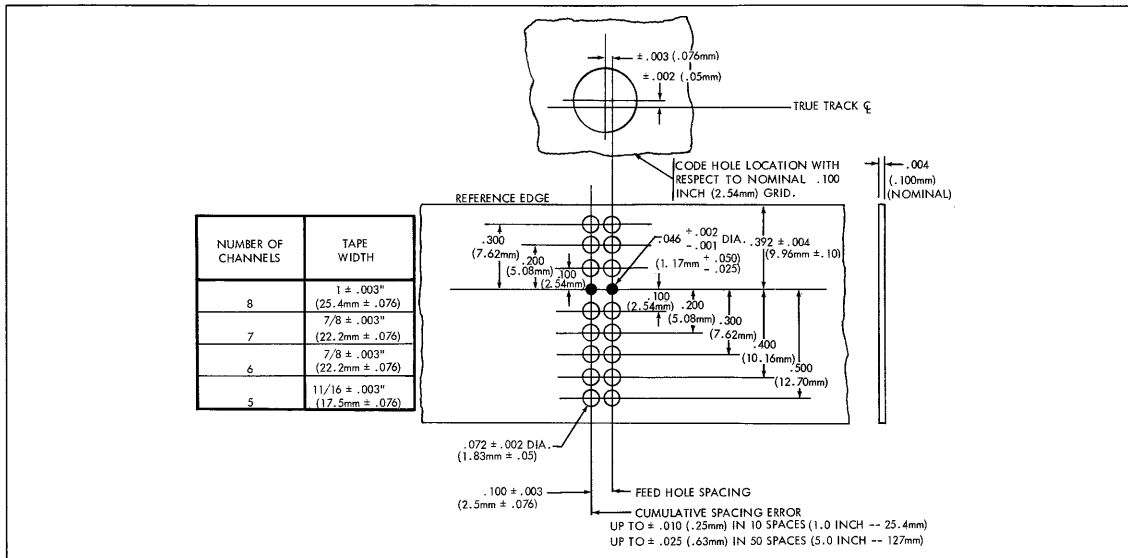 ± .003 (.076mm)
± .002 (.05mm)
TRUE TRACK ℄
CODE HOLE LOCATION WITH
RESPECT TO NOMINAL .100
INCH (2.54mm) GRID.
.004
(.100mm)
(NOMINAL)
REFERENCE EDGE
NUMBER OF
CHANNELS
TAPE
WIDTH
8
1 ± .003"
(25.4mm ± .076)
7
7/8 ± .003"
(22.2mm ± .076)
6
7/8 ± .003"
(22.2mm ± .076)
5
11/16 ± .003"
(17.5mm ± .076)
.300
(7.62mm)
.200
(5.08mm)
.100
(2.54mm)
.046 + .002 - .001 DIA.
(1.17mm + .050) - .025)
.392 ± .004
(9.96mm ± .10)
.100
(2.54mm)
.200
(5.08mm)
.300
(7.62mm)
.400
(10.16mm)
.500
(12.70mm)
.072 ± .002 DIA.
(1.83mm ± .05)
.100 ± .003
(2.5mm ± .076)
FEED HOLE SPACING
CUMULATIVE SPACING ERROR
UP TO ± .010 (.25mm) IN 10 SPACES (1.0 INCH -- 25.4mm)
UP TO ± .025 (.63mm) IN 50 SPACES (5.0 INCH -- 127mm)